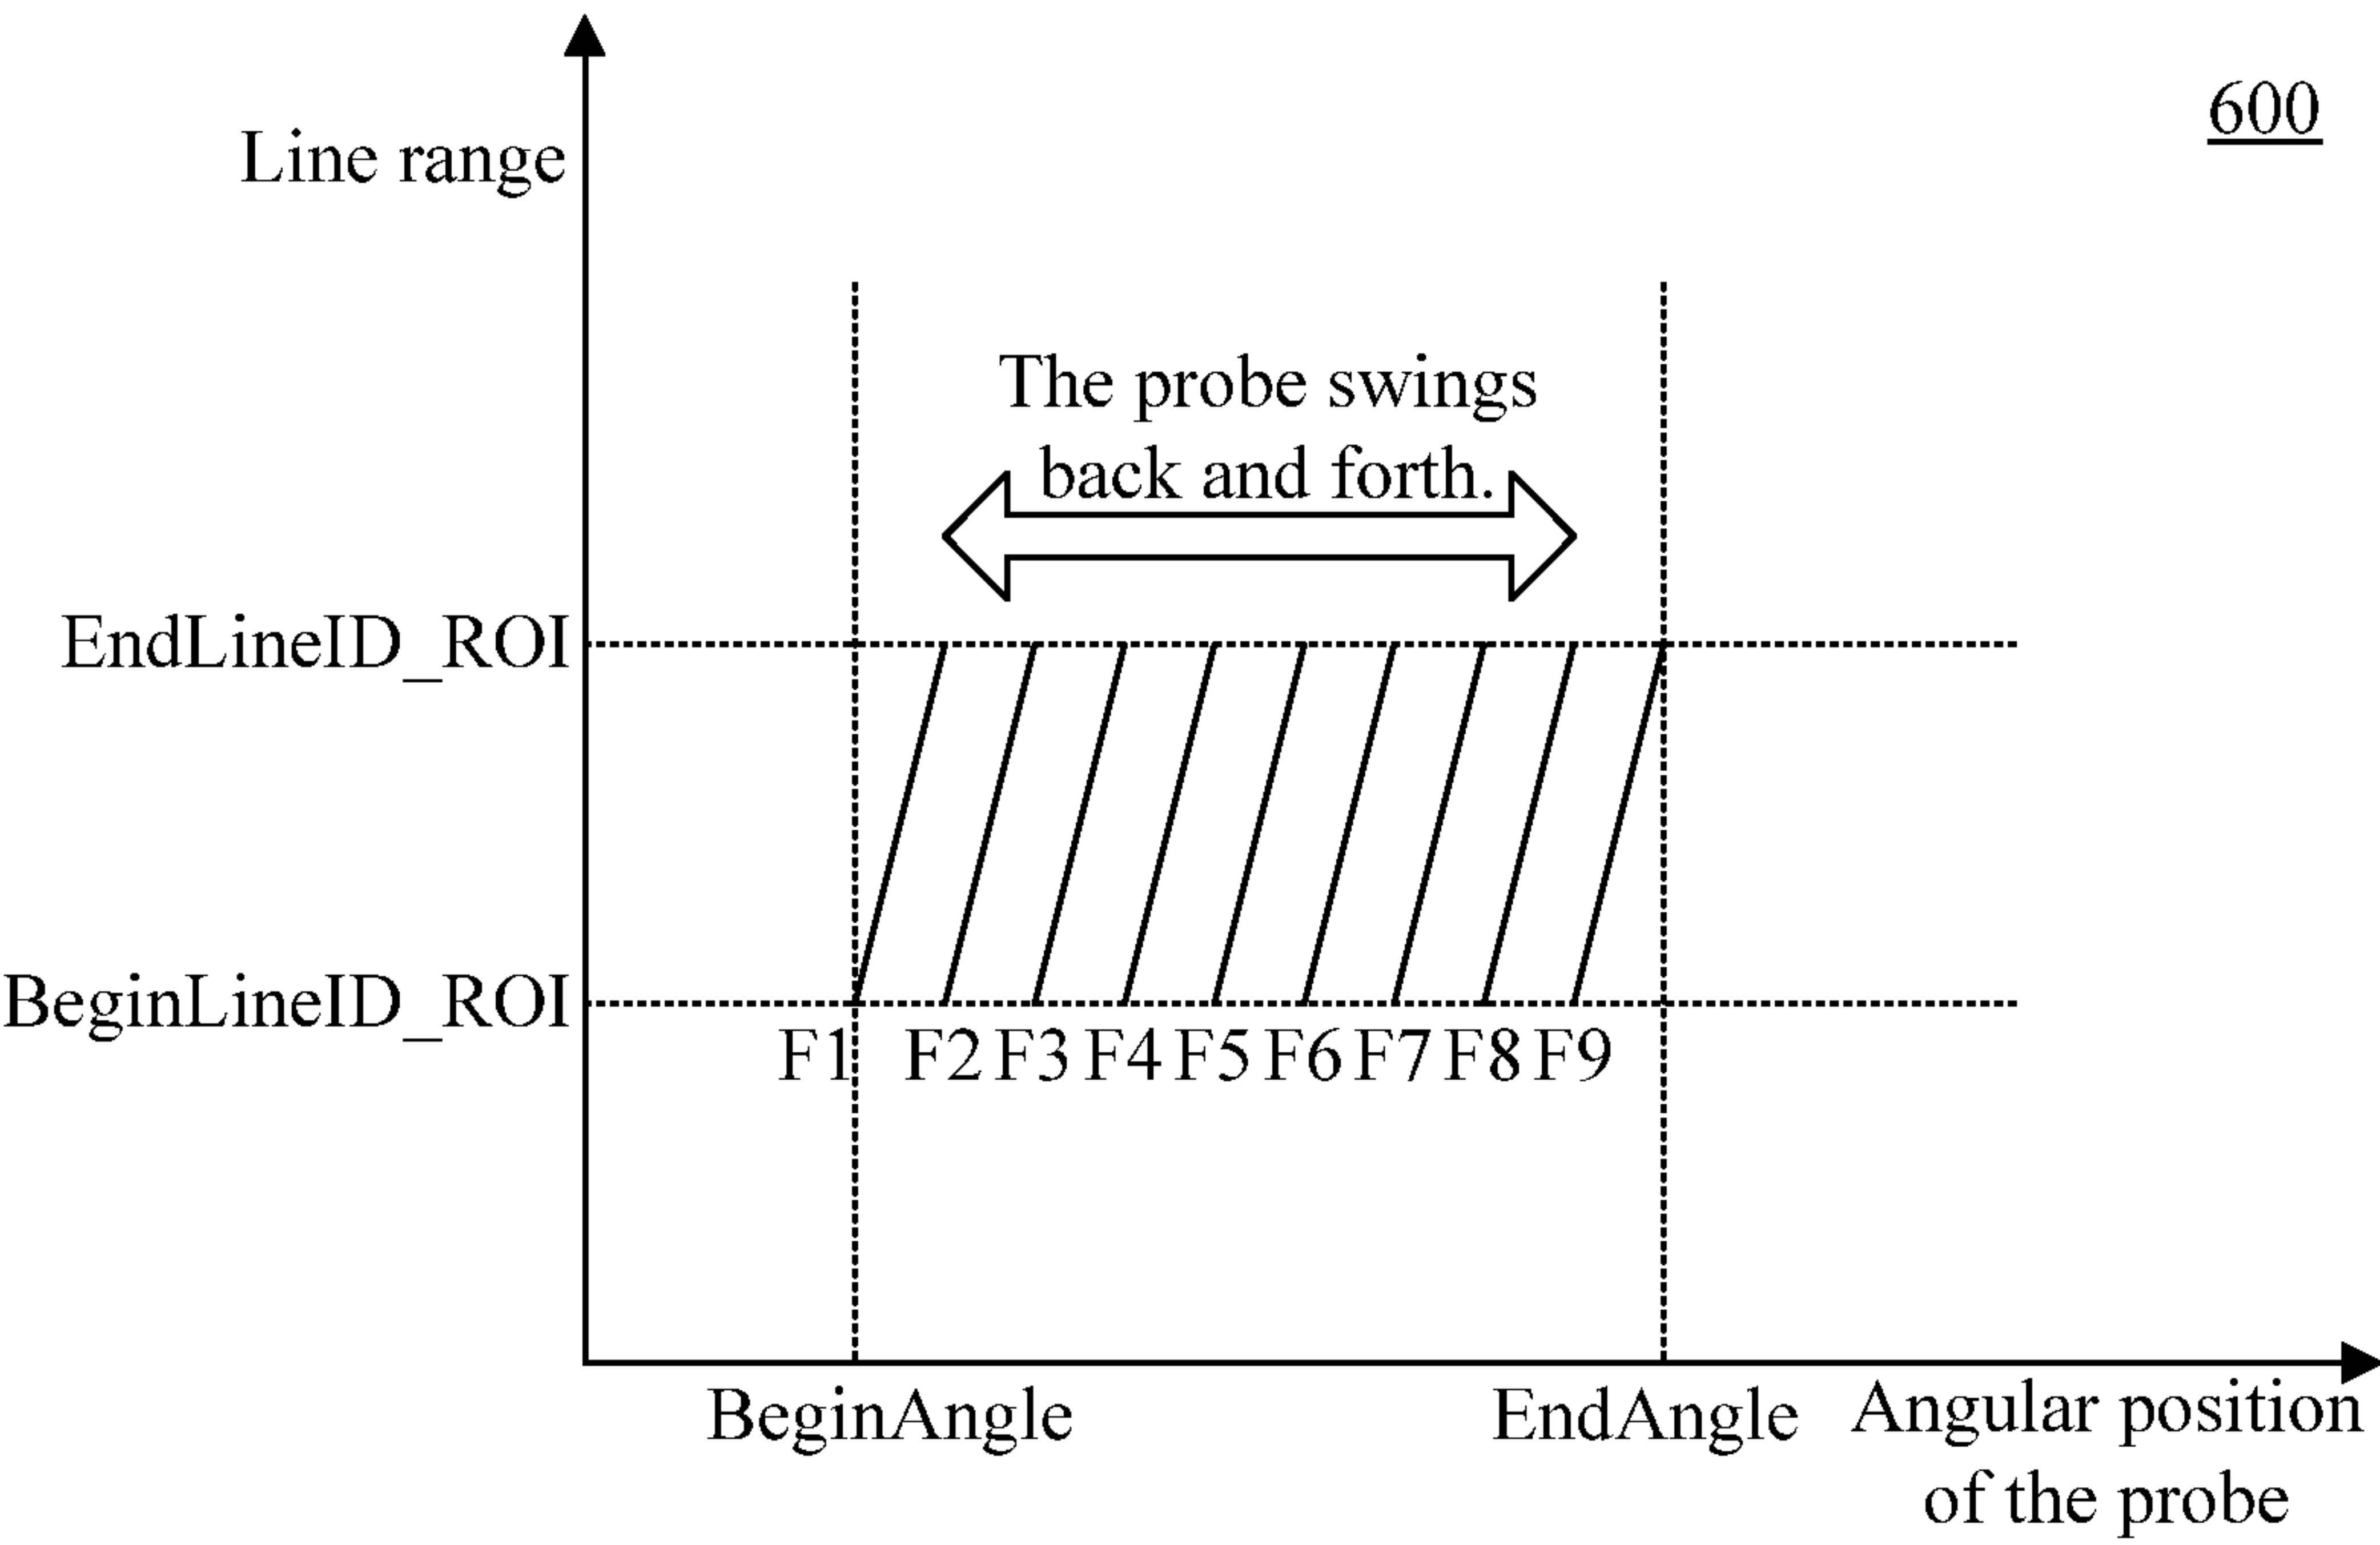 600
Line range
The probe swings
back and forth.
EndLineID_ROI
BeginLineID_ROI
F1 F2 F3 F4 F5 F6 F7 F8 F9
BeginAngle EndAngle Angular position
of the probe